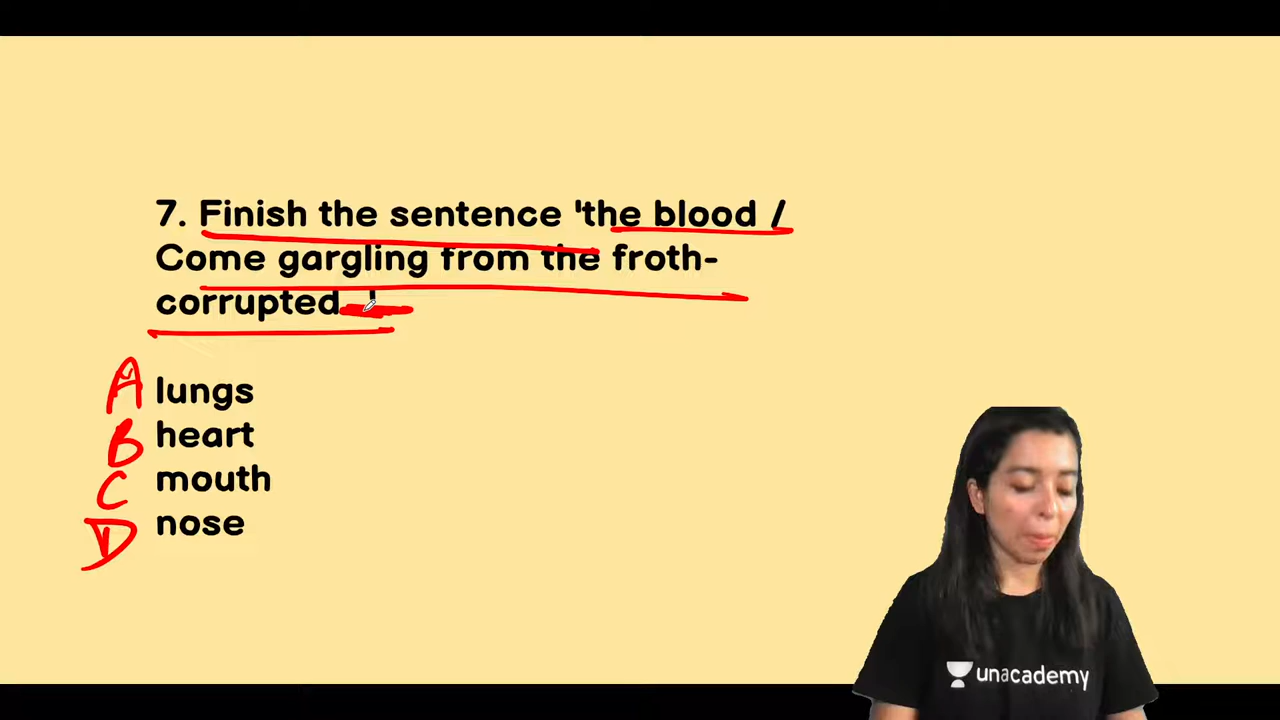 7. Finish the sentence 'the blood /
Come gargling from the froth-
corrupted _'
A lungs
B heart
C mouth
D nose
unacademy